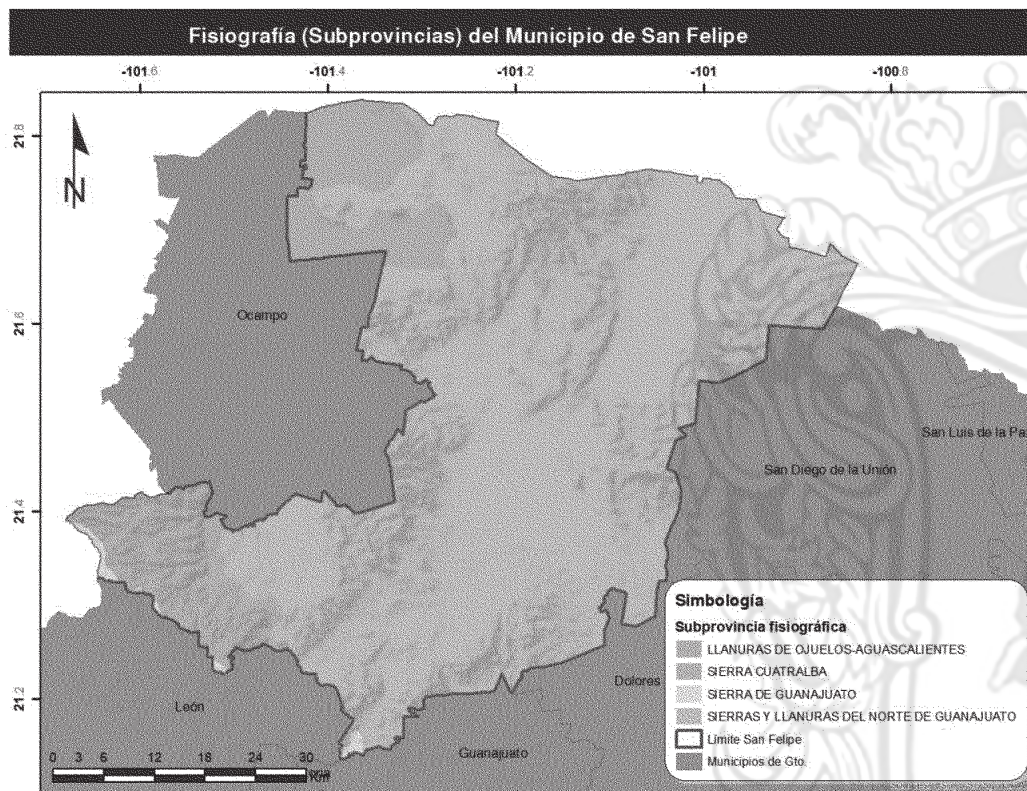 Fisiografía (Subprovincias) del Municipio de San Felipe
-101.6 -101.4 -101.2 -101 -100.8
21.8
N
Ocampo
21.6
San Luis de la Pa
San Diego de la Unión
21.4
Simbología
Subprovincia fisiográfica
LLANURAS DE OJUELOS-AGUASCALIENTES
SIERRA CUATRALBA
SIERRA DE GUANAJUATO
SIERRAS Y LLANURAS DEL NORTE DE GUANAJUATO
Límite San Felipe
Municipios de Gto.
Dolores
21.2
León
Guanajuato
0 3 6 12 18 24 30
Km